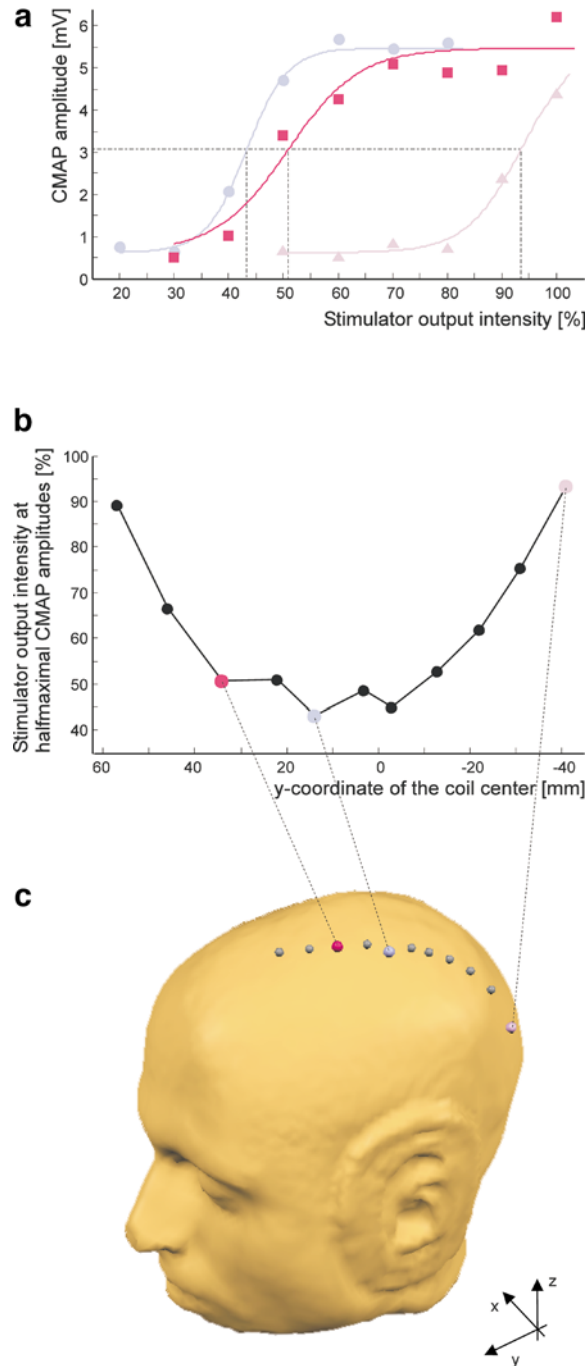 a
CMAP amplitude [mV]
6
5
4
3
2
1
0
20 30 40 50 60 70 80 90 100
Stimulator output intensity [%]
b
Stimulator output intensity at
halfmaximal CMAP amplitudes [%]
100
90
80
70
60
50
40
60 40 20 0 -20 -40
y-coordinate of the coil center [mm]
c
z
x
y